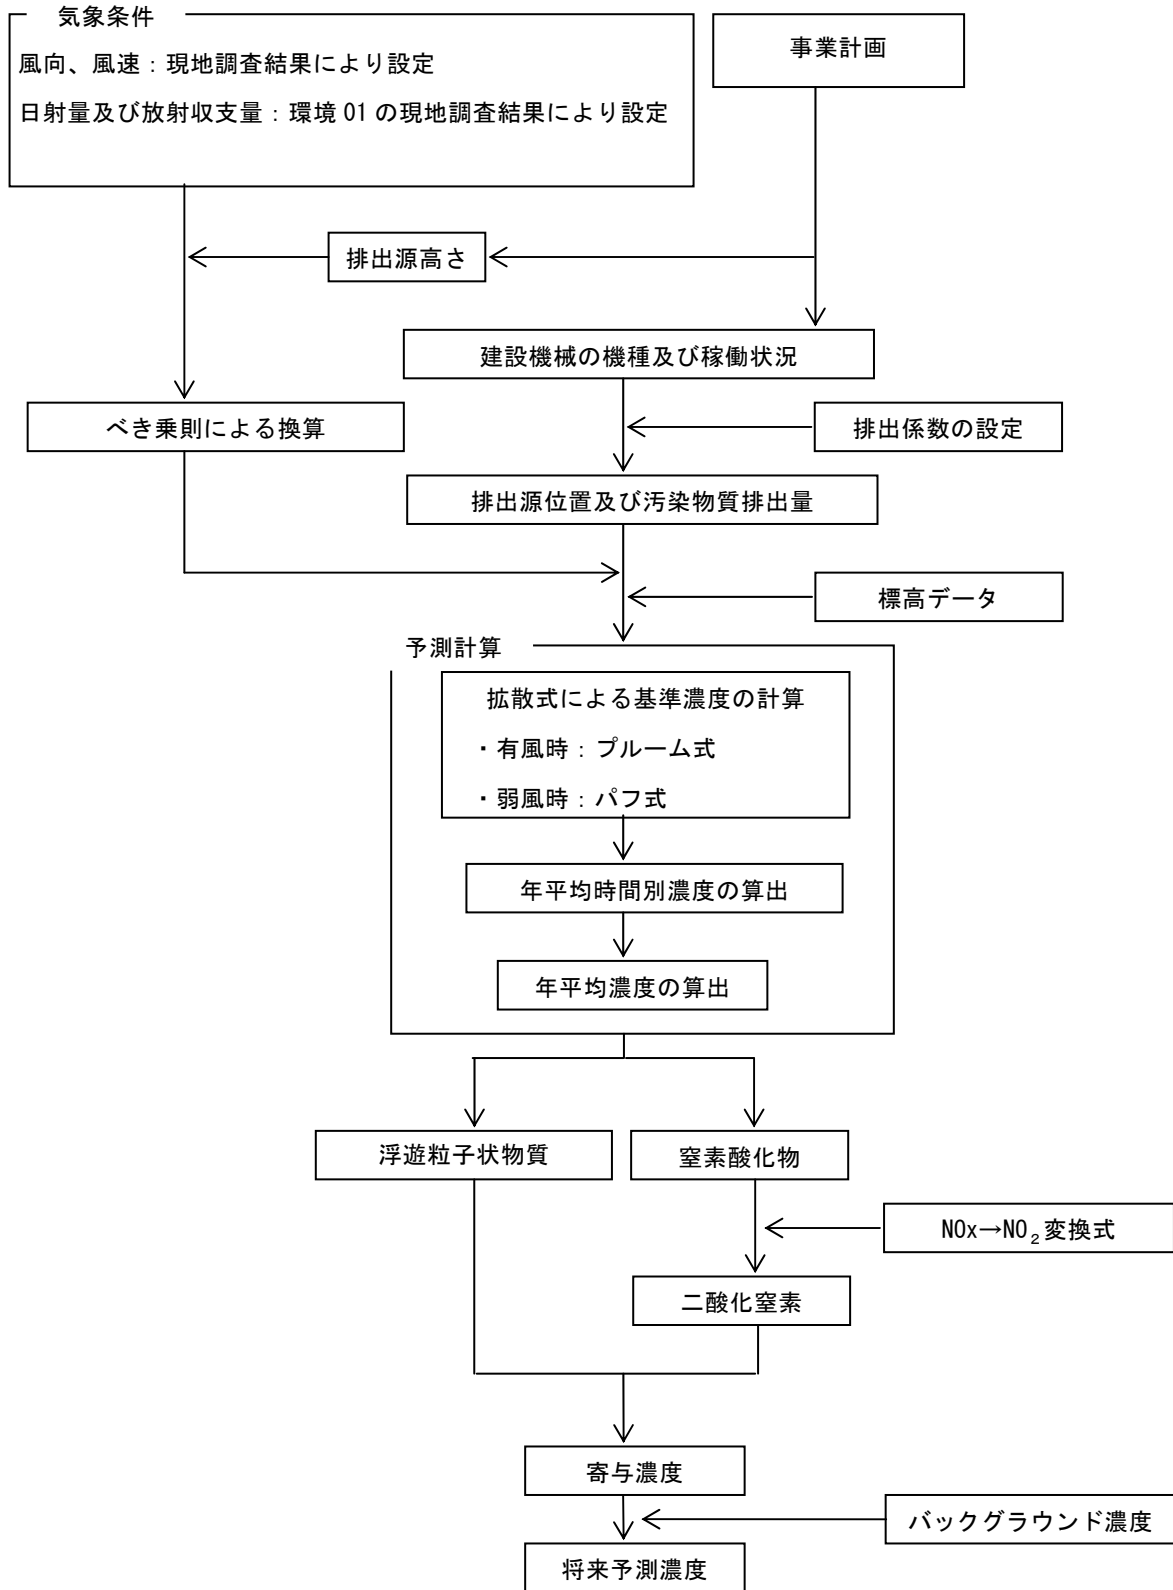 気象条件
風向、風速：現地調査結果により設定
日射量及び放射収支量：環境01の現地調査結果により設定
事業計画
排出源高さ
建設機械の機種及び稼働状況
べき乗則による換算
排出係数の設定
排出源位置及び汚染物質排出量
標高データ
予測計算
拡散式による基準濃度の計算
・有風時：プルーム式
・弱風時：パフ式
年平均時間別濃度の算出
年平均濃度の算出
浮遊粒子状物質
窒素酸化物
NOx→NO₂変換式
二酸化窒素
寄与濃度
バックグラウンド濃度
将来予測濃度